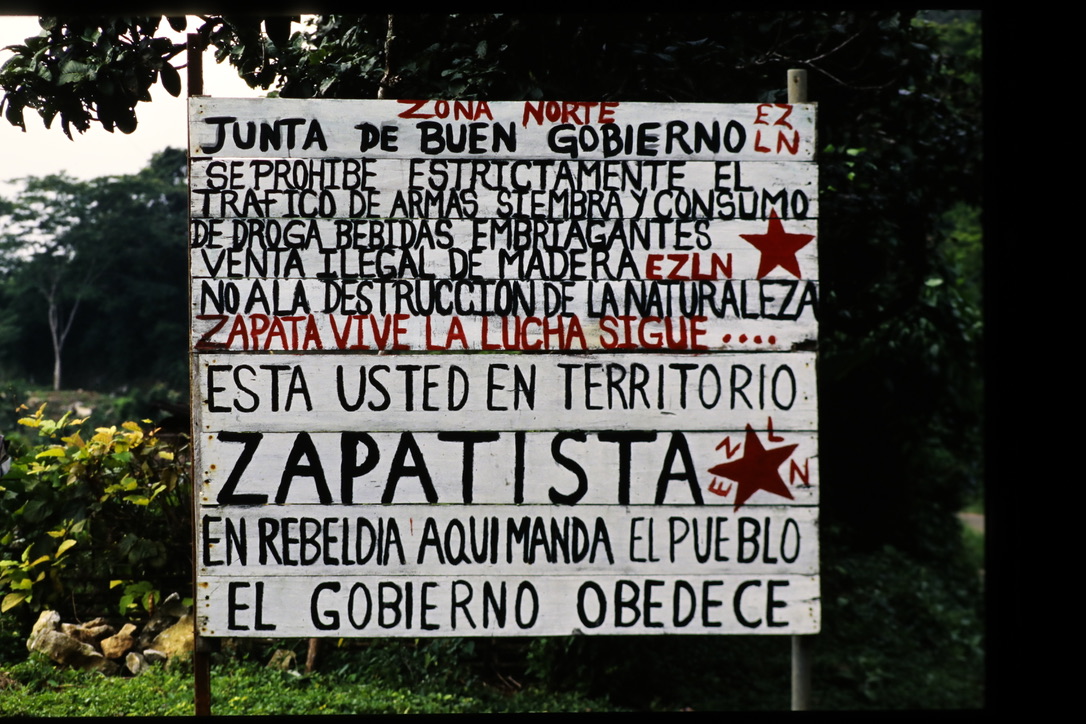 ZONA NORTE
JUNTA DE BUEN GOBIERNO EZ LN
SE PROHIBE ESTRICTAMENTE EL
TRAFICO DE ARMAS SIEMBRA Y CONSUMO
DE DROGA BEBIDAS EMBRIAGANTES
VENTA ILEGAL DE MADERA EZLN
NO A LA DESTRUCCION DE LA NATURALEZA
ZAPATA VIVE LA LUCHA SIGUE ....
ESTA USTED EN TERRITORIO
ZAPATISTA EZLN
EN REBELDIA AQUI MANDA EL PUEBLO
EL GOBIERNO OBEDECE